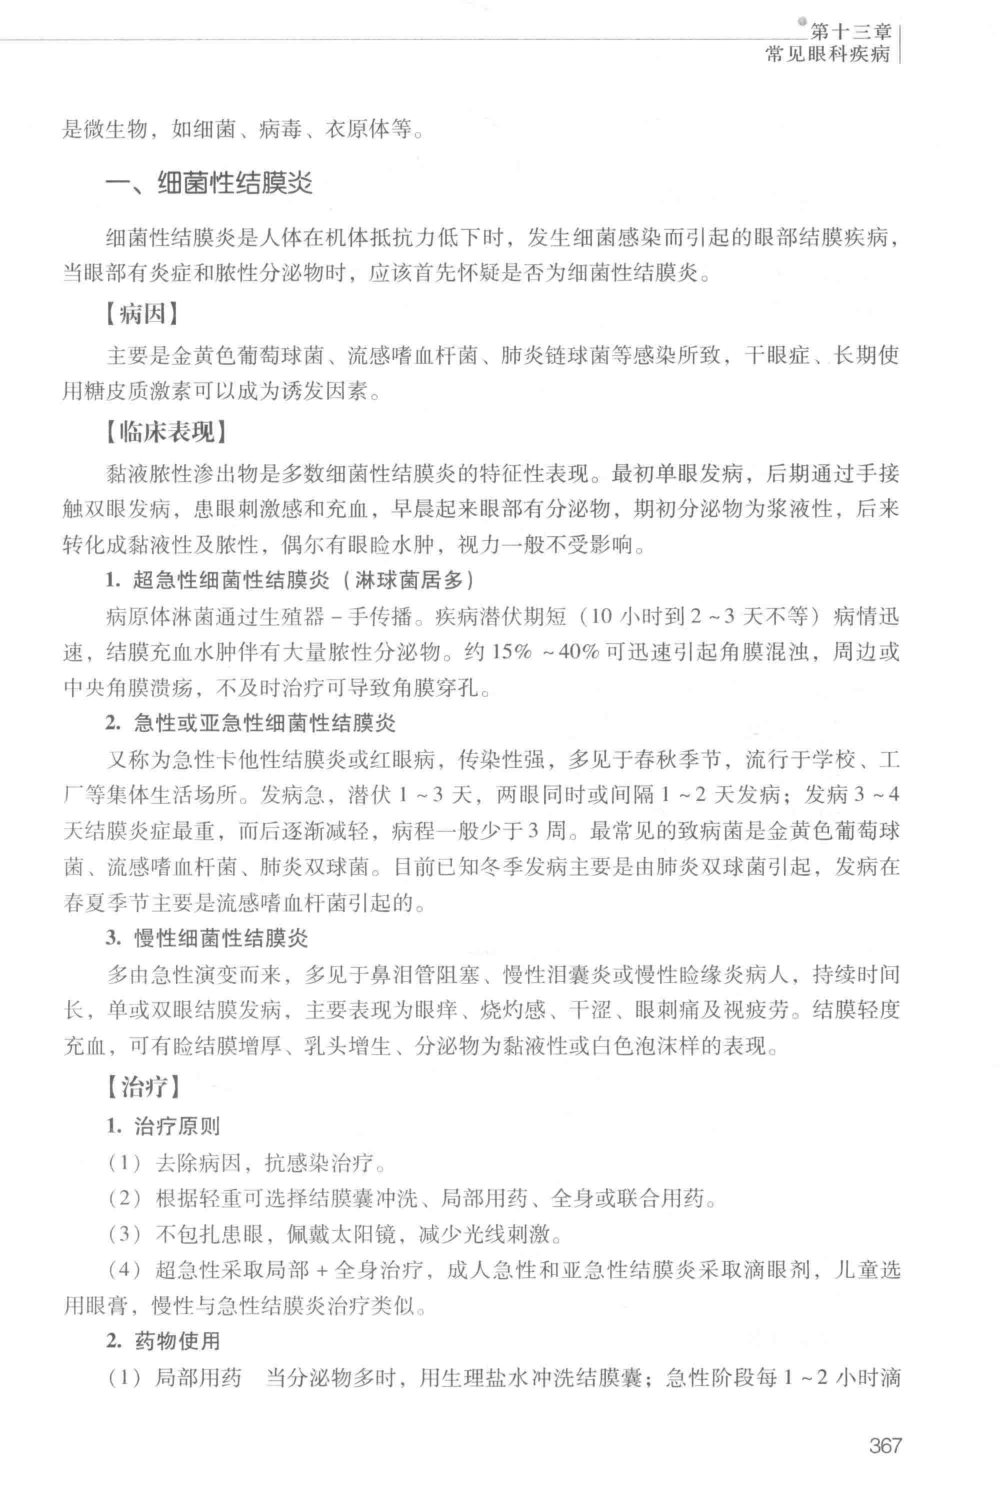 第十三章
常见眼科疾病
是微生物，如细菌、病毒、衣原体等。
一、细菌性结膜炎
细菌性结膜炎是人体在机体抵抗力低下时，发生细菌感染而引起的眼部结膜疾病，
当眼部有炎症和脓性分泌物时，应该首先怀疑是否为细菌性结膜炎。
【病因】
主要是金黄色葡萄球菌、流感嗜血杆菌、肺炎链球菌等感染所致，干眼症、长期使
用糖皮质激素可以成为诱发因素。
【临床表现】
黏液脓性渗出物是多数细菌性结膜炎的特征性表现。最初单眼发病，后期通过手接
触双眼发病，患眼刺激感和充血，早晨起来眼部有分泌物，期初分泌物为浆液性，后来
转化成黏液性及脓性，偶尔有眼睑水肿，视力一般不受影响。
1. 超急性细菌性结膜炎（淋球菌居多）
病原体淋菌通过生殖器－手传播。疾病潜伏期短（10 小时到 2 ~ 3 天不等）病情迅
速，结膜充血水肿伴有大量脓性分泌物。约 15% ~ 40% 可迅速引起角膜混浊，周边或
中央角膜溃疡，不及时治疗可导致角膜穿孔。
2. 急性或亚急性细菌性结膜炎
又称为急性卡他性结膜炎或红眼病，传染性强，多见于春秋季节，流行于学校、工
厂等集体生活场所。发病急，潜伏 1 ~ 3 天，两眼同时或间隔 1 ~ 2 天发病；发病 3 ~ 4
天结膜炎症最重，而后逐渐减轻，病程一般少于 3 周。最常见的致病菌是金黄色葡萄球
菌、流感嗜血杆菌、肺炎双球菌。目前已知冬季发病主要是由肺炎双球菌引起，发病在
春夏季节主要是流感嗜血杆菌引起的。
3. 慢性细菌性结膜炎
多由急性演变而来，多见于鼻泪管阻塞、慢性泪囊炎或慢性睑缘炎病人，持续时间
长，单或双眼结膜发病，主要表现为眼痒、烧灼感、干涩、眼刺痛及视疲劳。结膜轻度
充血，可有睑结膜增厚、乳头增生、分泌物为黏液性或白色泡沫样的表现。
【治疗】
1. 治疗原则
（1）去除病因，抗感染治疗。
（2）根据轻重可选择结膜囊冲洗、局部用药、全身或联合用药。
（3）不包扎患眼，佩戴太阳镜，减少光线刺激。
（4）超急性采取局部 + 全身治疗，成人急性和亚急性结膜炎采取滴眼剂，儿童选
用眼膏，慢性与急性结膜炎治疗类似。
2. 药物使用
（1）局部用药　当分泌物多时，用生理盐水冲洗结膜囊；急性阶段每 1 ~ 2 小时滴
367